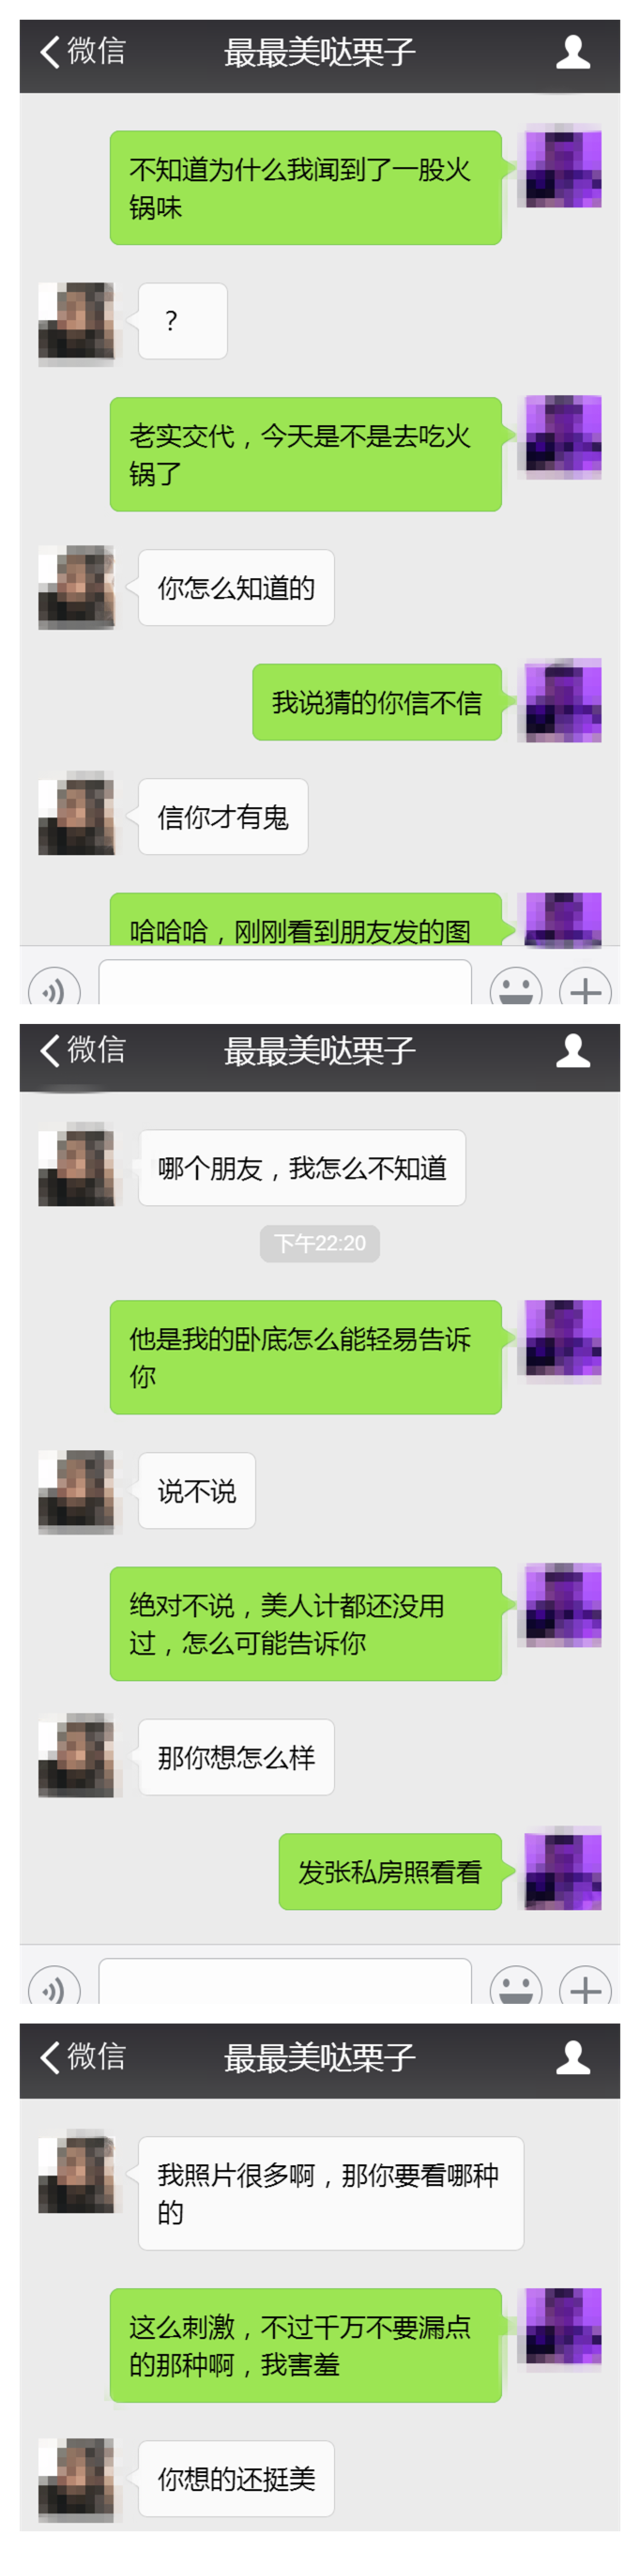 微信
最最美哒栗子
不知道为什么我闻到了一股火
锅味
？
老实交代，今天是不是去吃火
锅了
你怎么知道的
我说猜的你信不信
信你才有鬼
哈哈哈，刚刚看到朋友发的图
微信
最最美哒栗子
哪个朋友，我怎么不知道
下午22:20
他是我的卧底怎么能轻易告诉
你
说不说
绝对不说，美人计都还没用
过，怎么可能告诉你
那你想怎么样
发张私房照看看
微信
最最美哒栗子
我照片很多啊，那你要看哪种
的
这么刺激，不过千万不要漏点
的那种啊，我害羞
你想的还挺美